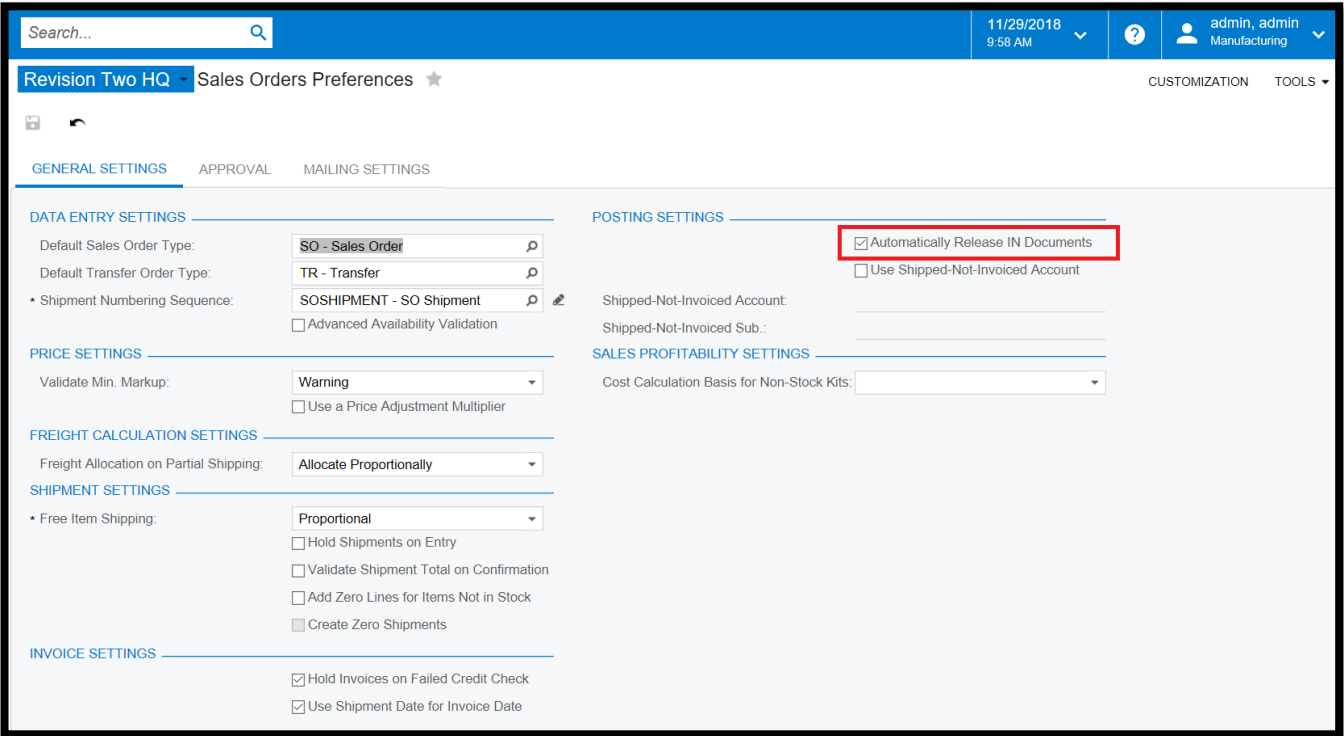 Search...
11/29/2018
9:58 AM
?
admin, admin
Manufacturing
Revision Two HQ
Sales Orders Preferences
CUSTOMIZATION
TOOLS
GENERAL SETTINGS
APPROVAL
MAILING SETTINGS
DATA ENTRY SETTINGS
Default Sales Order Type: SO - Sales Order
Default Transfer Order Type: TR - Transfer
* Shipment Numbering Sequence: SOSHIPMENT - SO Shipment
Advanced Availability Validation
PRICE SETTINGS
Validate Min. Markup: Warning
Use a Price Adjustment Multiplier
FREIGHT CALCULATION SETTINGS
Freight Allocation on Partial Shipping: Allocate Proportionally
SHIPMENT SETTINGS
* Free Item Shipping: Proportional
Hold Shipments on Entry
Validate Shipment Total on Confirmation
Add Zero Lines for Items Not in Stock
Create Zero Shipments
INVOICE SETTINGS
Hold Invoices on Failed Credit Check
Use Shipment Date for Invoice Date
POSTING SETTINGS
Automatically Release IN Documents
Use Shipped-Not-Invoiced Account
Shipped-Not-Invoiced Account:
Shipped-Not-Invoiced Sub.:
SALES PROFITABILITY SETTINGS
Cost Calculation Basis for Non-Stock Kits: